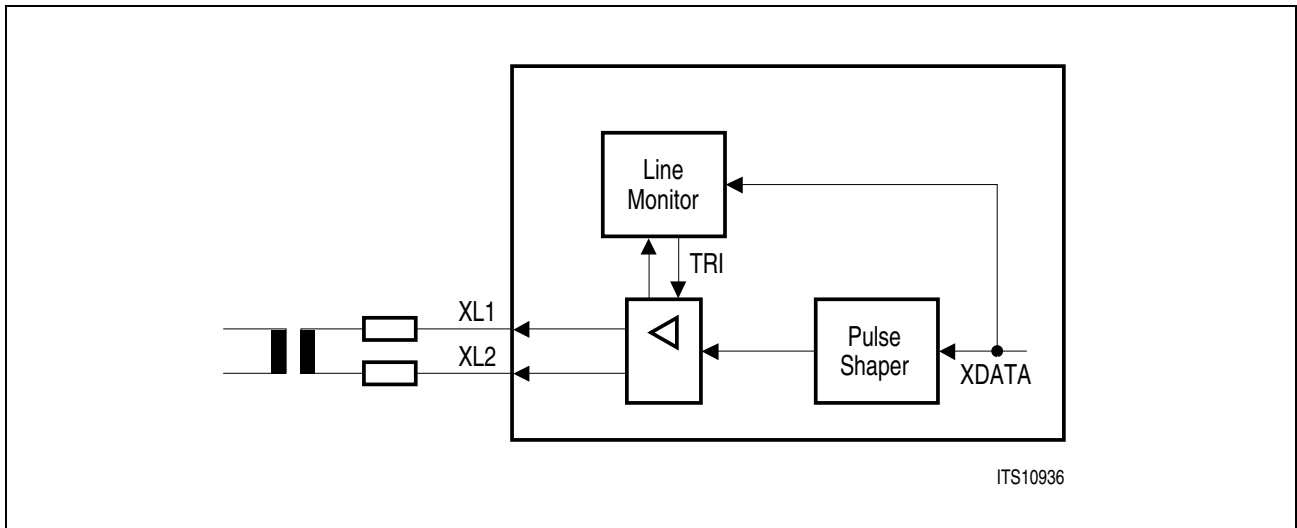 Line
Monitor
TRI
XL1
XL2
Pulse
Shaper
XDATA
ITS10936